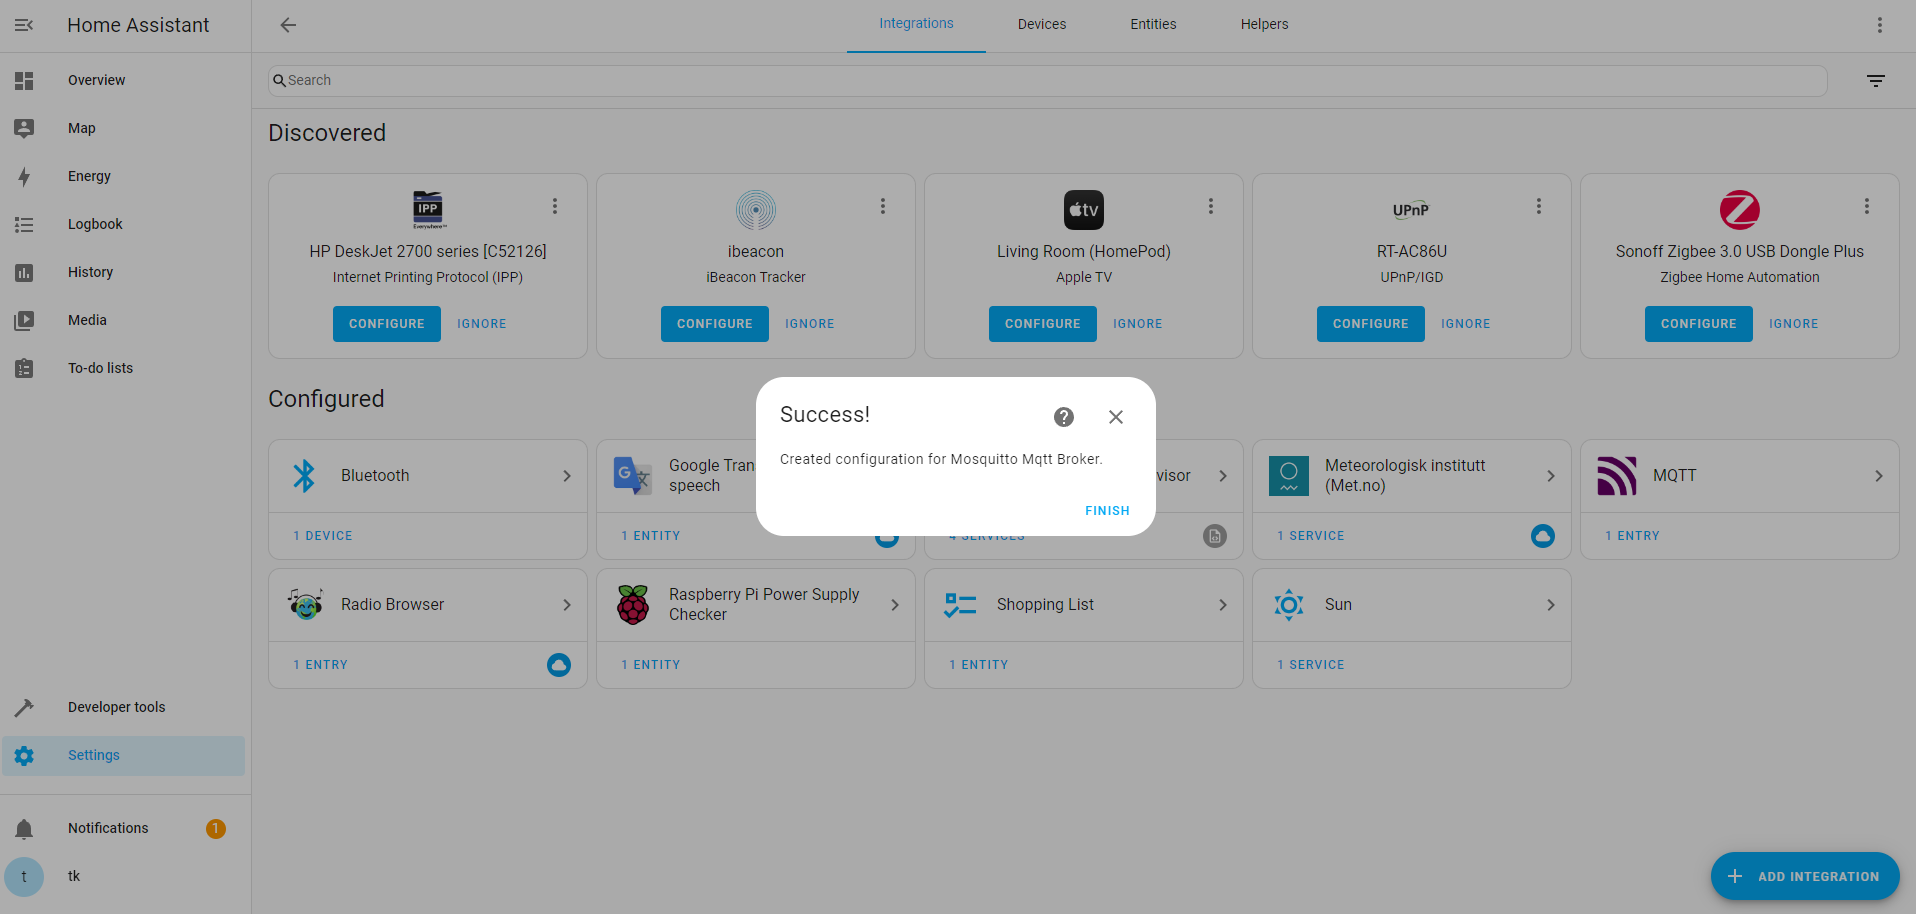 Home Assistant
Integrations
Devices
Entities
Helpers
Overview
Map
Energy
Logbook
History
Media
To-do lists
Developer tools
Settings
Notifications
1
t
tk
Search
Discovered
IPP
Everywhere
HP DeskJet 2700 series [C52126]
Internet Printing Protocol (IPP)
CONFIGURE
IGNORE
ibeacon
iBeacon Tracker
CONFIGURE
IGNORE
tv
Living Room (HomePod)
Apple TV
CONFIGURE
IGNORE
UPnP
RT-AC86U
UPnP/IGD
CONFIGURE
IGNORE
Sonoff Zigbee 3.0 USB Dongle Plus
Zigbee Home Automation
CONFIGURE
IGNORE
Configured
Success!
?
Created configuration for Mosquitto Mqtt Broker.
FINISH
Bluetooth
1 DEVICE
G
Google Tran
speech
1 ENTITY
visor
4 SERVICES
Meteorologisk institutt
(Met.no)
1 SERVICE
MQTT
1 ENTRY
Radio Browser
1 ENTRY
Raspberry Pi Power Supply
Checker
1 ENTITY
Shopping List
1 ENTITY
Sun
1 SERVICE
ADD INTEGRATION